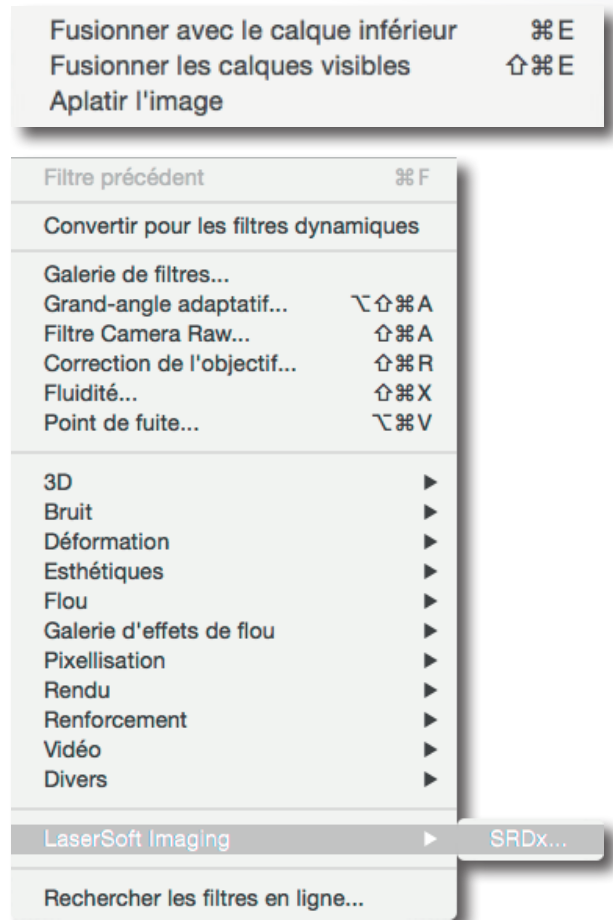 Fusionner avec le calque inférieur ⌘E
Fusionner les calques visibles ⇧⌘E
Aplatir l'image
Filtre précédent ⌘F
Convertir pour les filtres dynamiques
Galerie de filtres...
Grand-angle adaptatif... ⌥⇧⌘A
Filtre Camera Raw... ⇧⌘A
Correction de l'objectif... ⇧⌘R
Fluidité... ⇧⌘X
Point de fuite... ⌥⌘V
3D ▶
Bruit ▶
Déformation ▶
Esthétiques ▶
Flou ▶
Galerie d'effets de flou ▶
Pixellisation ▶
Rendu ▶
Renforcement ▶
Vidéo ▶
Divers ▶
LaserSoft Imaging ▶ SRDx...
Rechercher les filtres en ligne...